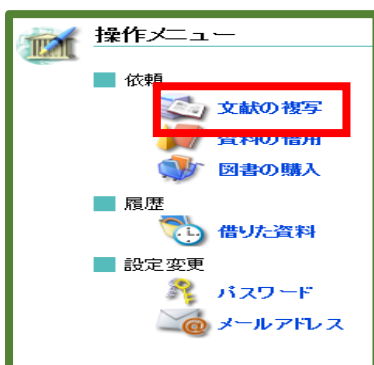 操作メニュー
依頼
文献の複写
資料の借用
図書の購入
履歴
借りた資料
設定変更
パスワード
メールアドレス